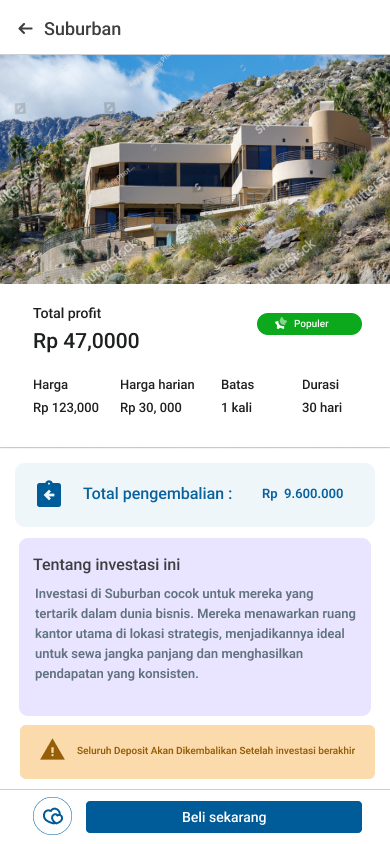 Suburban
Total profit
Rp 47,0000
Populer
Harga Harga harian Batas Durasi
Rp 123,000 Rp 30, 000 1 kali 30 hari
Total pengembalian : Rp 9.600.000
Tentang investasi ini
Investasi di Suburban cocok untuk mereka yang
tertarik dalam dunia bisnis. Mereka menawarkan ruang
kantor utama di lokasi strategis, menjadikannya ideal
untuk sewa jangka panjang dan menghasilkan
pendapatan yang konsisten.
Seluruh Deposit Akan Dikembalikan Setelah investasi berakhir
Beli sekarang